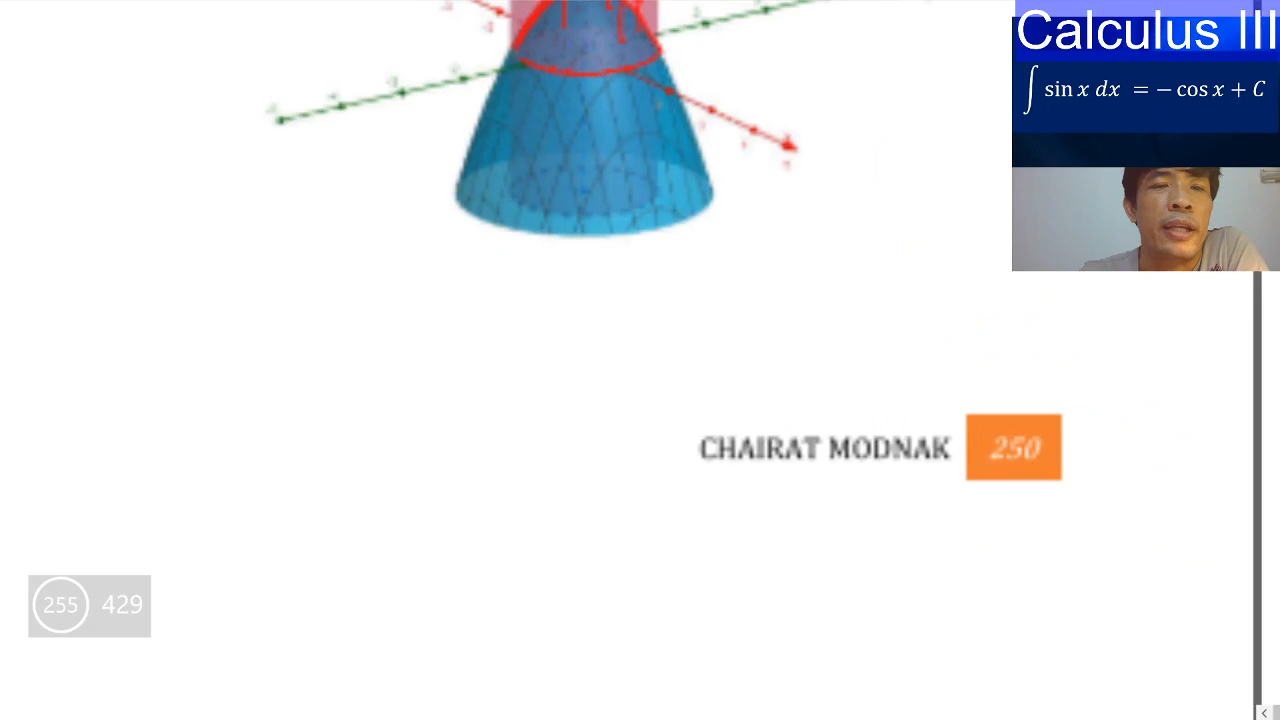 Calculus III
∫ sin x dx = − cos x + C
CHAIRAT MODNAK 250
255 429